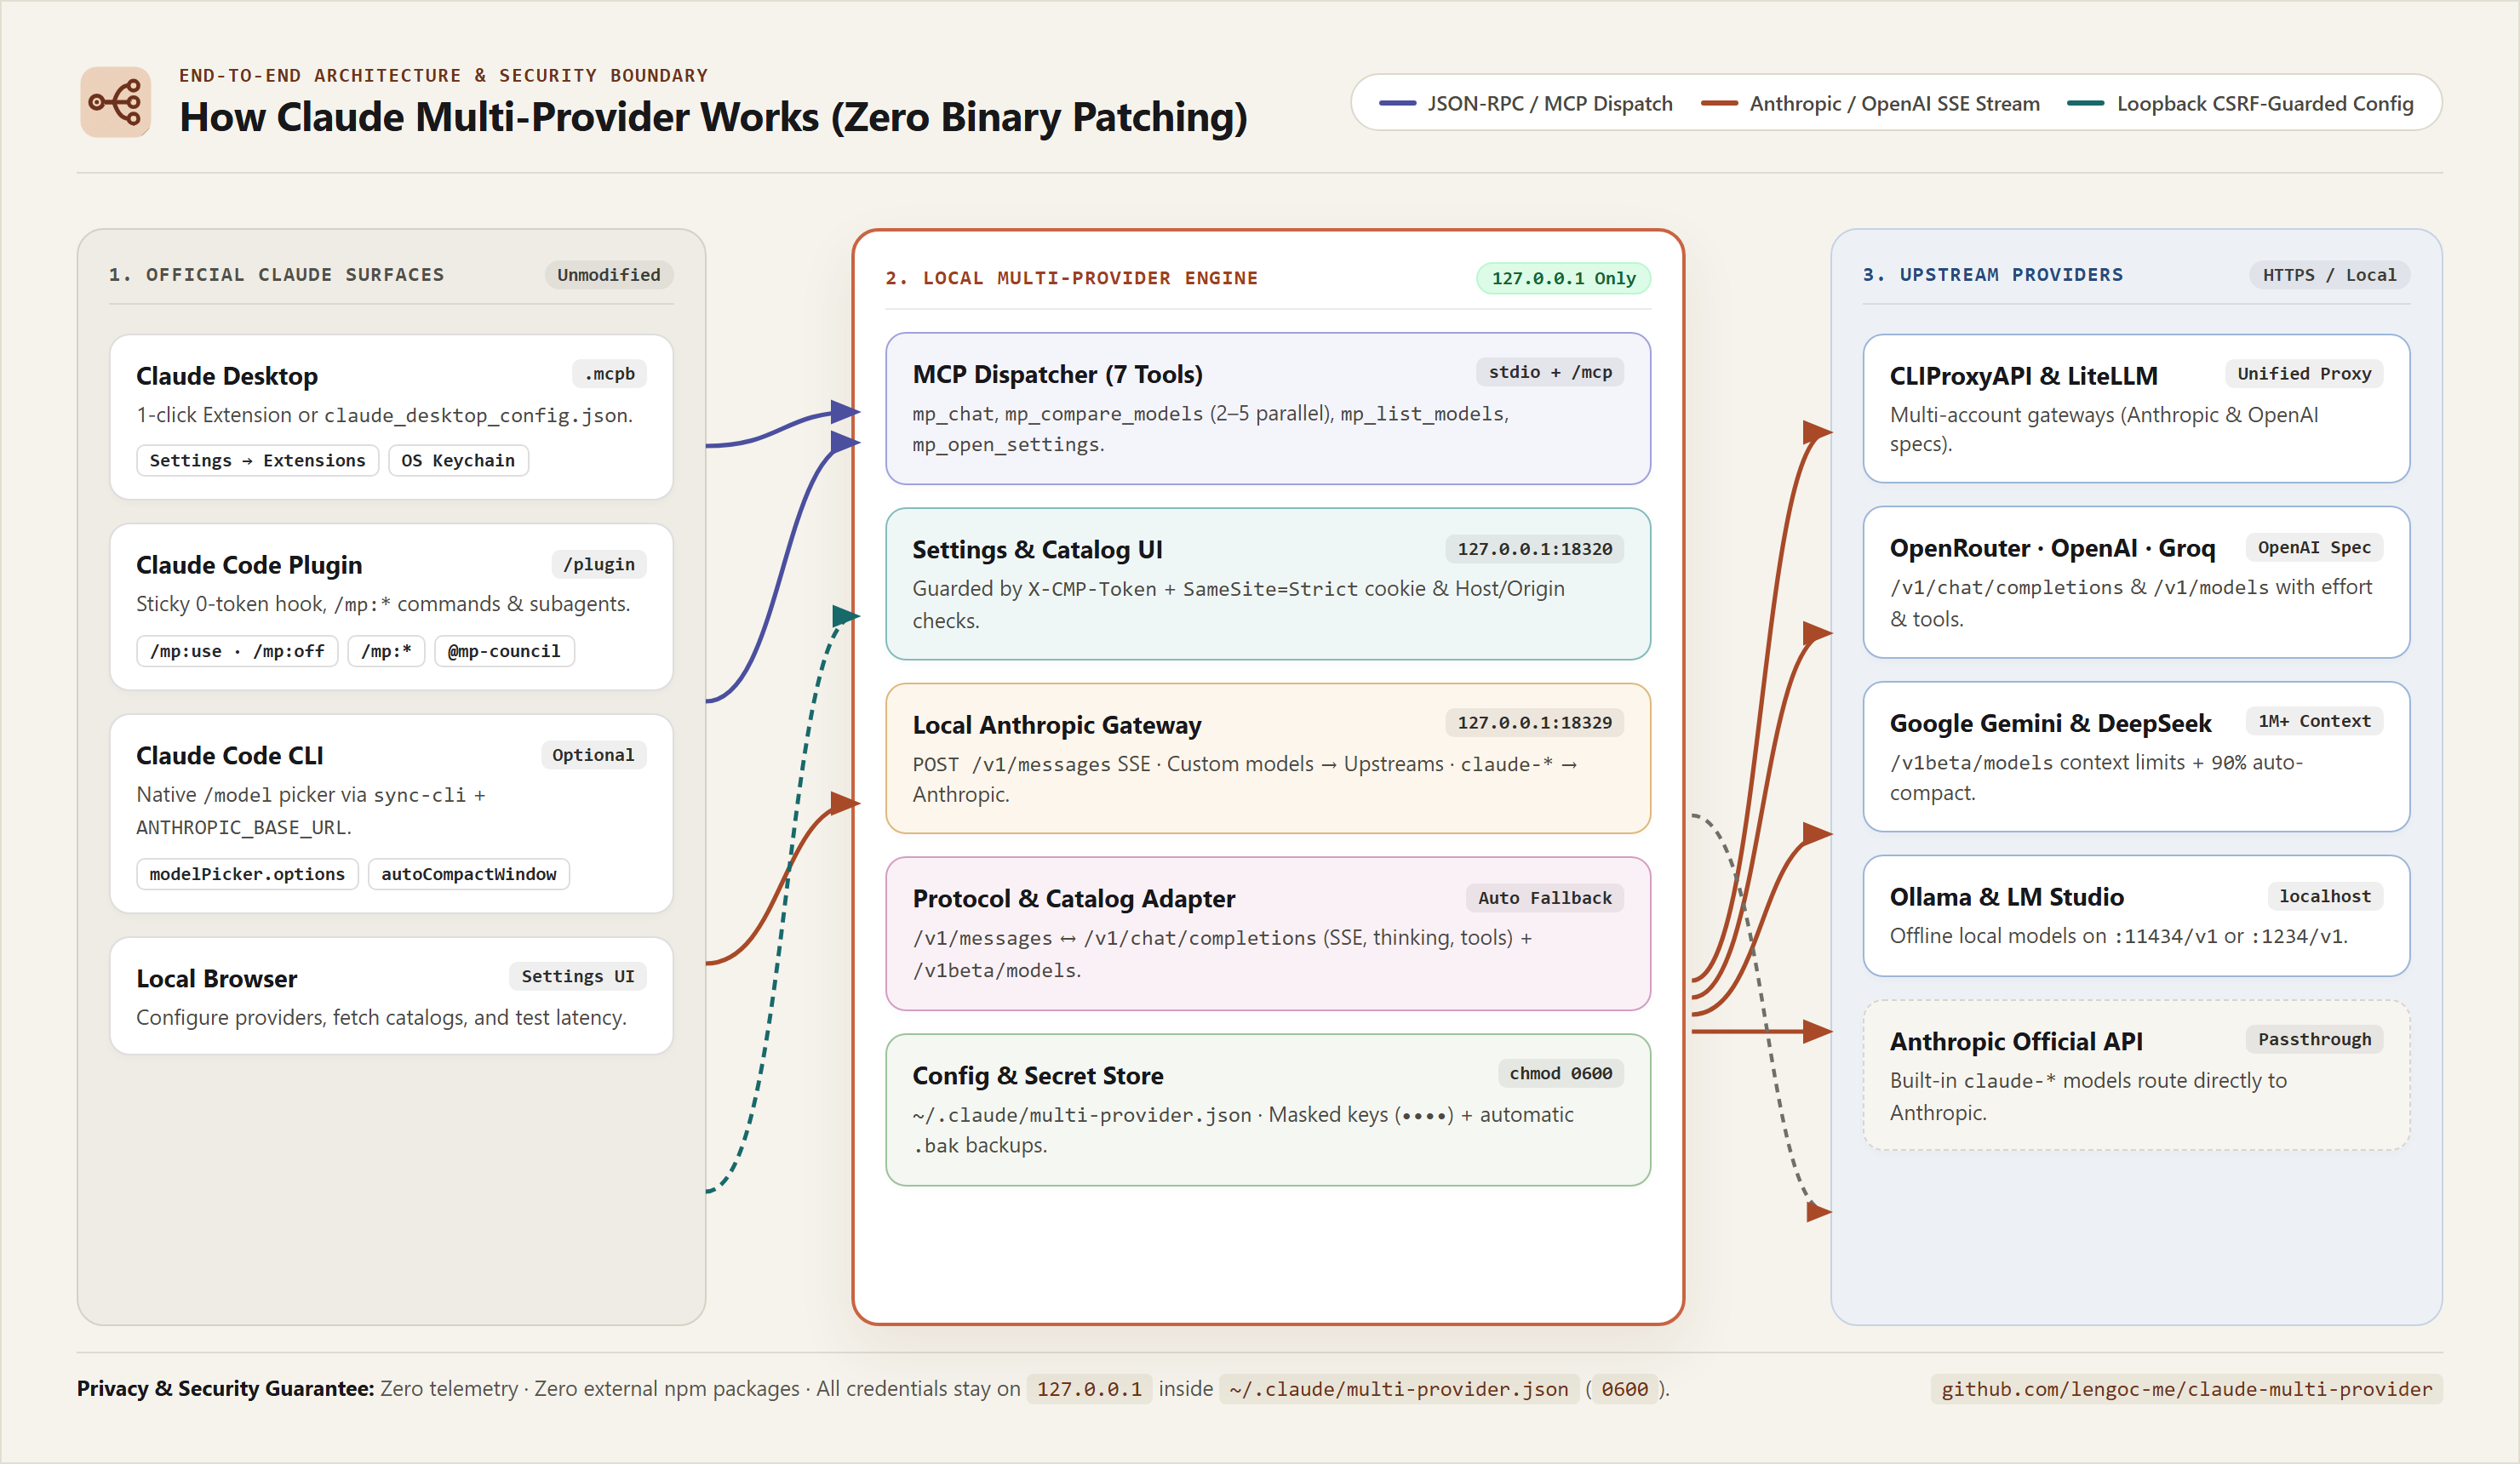 END-TO-END ARCHITECTURE & SECURITY BOUNDARY
How Claude Multi-Provider Works (Zero Binary Patching)
JSON-RPC / MCP Dispatch
Anthropic / OpenAI SSE Stream
Loopback CSRF-Guarded Config
1. OFFICIAL CLAUDE SURFACES
Unmodified
Claude Desktop
.mcpb
1-click Extension or claude_desktop_config.json.
Settings → Extensions
OS Keychain
Claude Code Plugin
/plugin
Sticky 0-token hook, /mp:* commands & subagents.
/mp:use · /mp:off
/mp:*
@mp-council
Claude Code CLI
Optional
Native /model picker via sync-cli +
ANTHROPIC_BASE_URL.
modelPicker.options
autoCompactWindow
Local Browser
Settings UI
Configure providers, fetch catalogs, and test latency.
2. LOCAL MULTI-PROVIDER ENGINE
127.0.0.1 Only
MCP Dispatcher (7 Tools)
stdio + /mcp
mp_chat, mp_compare_models (2–5 parallel), mp_list_models,
mp_open_settings.
Settings & Catalog UI
127.0.0.1:18320
Guarded by X-CMP-Token + SameSite=Strict cookie & Host/Origin
checks.
Local Anthropic Gateway
127.0.0.1:18329
POST /v1/messages SSE · Custom models → Upstreams · claude-* →
Anthropic.
Protocol & Catalog Adapter
Auto Fallback
/v1/messages ↔ /v1/chat/completions (SSE, thinking, tools) +
/v1beta/models.
Config & Secret Store
chmod 0600
~/.claude/multi-provider.json · Masked keys (••••) + automatic
.bak backups.
3. UPSTREAM PROVIDERS
HTTPS / Local
CLIProxyAPI & LiteLLM
Unified Proxy
Multi-account gateways (Anthropic & OpenAI
specs).
OpenRouter · OpenAI · Groq
OpenAI Spec
/v1/chat/completions & /v1/models with effort
& tools.
Google Gemini & DeepSeek
1M+ Context
/v1beta/models context limits + 90% auto-
compact.
Ollama & LM Studio
localhost
Offline local models on :11434/v1 or :1234/v1.
Anthropic Official API
Passthrough
Built-in claude-* models route directly to
Anthropic.
Privacy & Security Guarantee: Zero telemetry · Zero external npm packages · All credentials stay on 127.0.0.1 inside ~/.claude/multi-provider.json (0600).
github.com/lengoc-me/claude-multi-provider